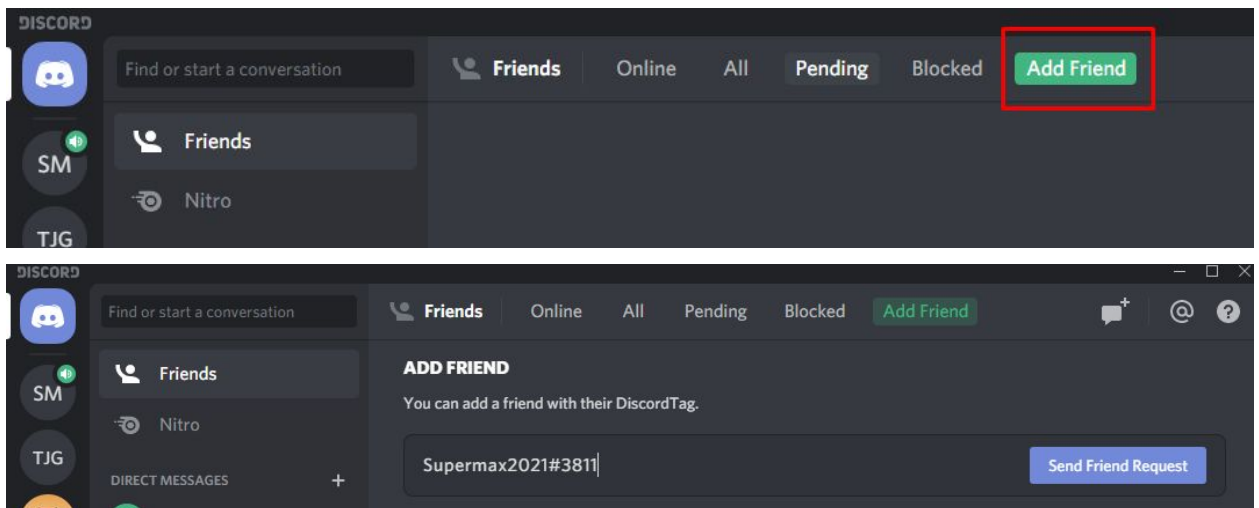 DISCORD
Find or start a conversation
Friends Online All Pending Blocked Add Friend
SM
Friends
Nitro
TJG
DISCORD
Find or start a conversation
Friends Online All Pending Blocked Add Friend
SM
Friends
ADD FRIEND
You can add a friend with their DiscordTag.
Nitro
TJG
Supermax2021#3811
Send Friend Request
DIRECT MESSAGES